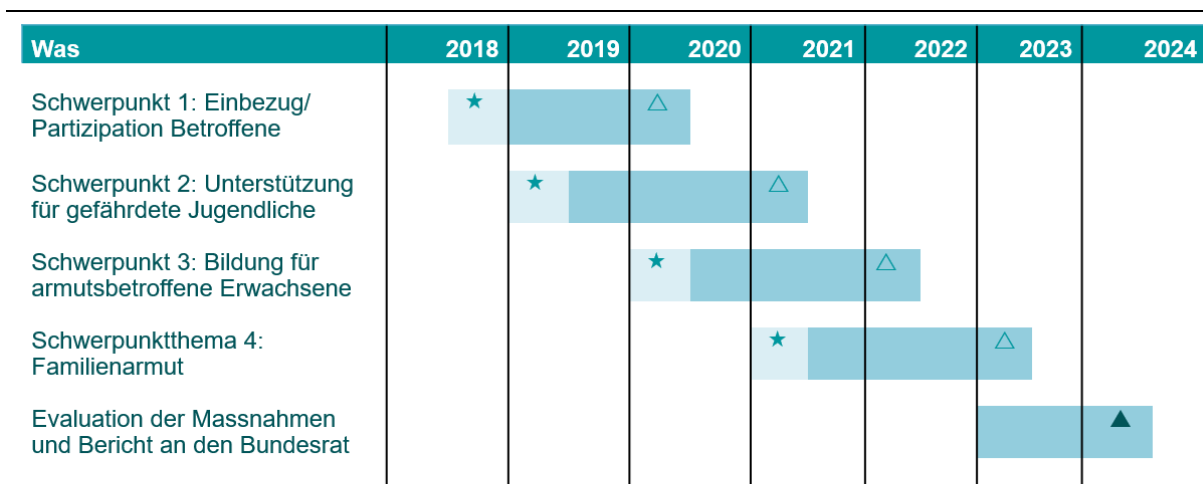 Was 2018 2019 2020 2021 2022 2023 2024
Schwerpunkt 1: Einbezug/
Partizipation Betroffene
Schwerpunkt 2: Unterstützung
für gefährdete Jugendliche
Schwerpunkt 3: Bildung für
armutsbetroffene Erwachsene
Schwerpunktthema 4:
Familienarmut
Evaluation der Massnahmen
und Bericht an den Bundesrat